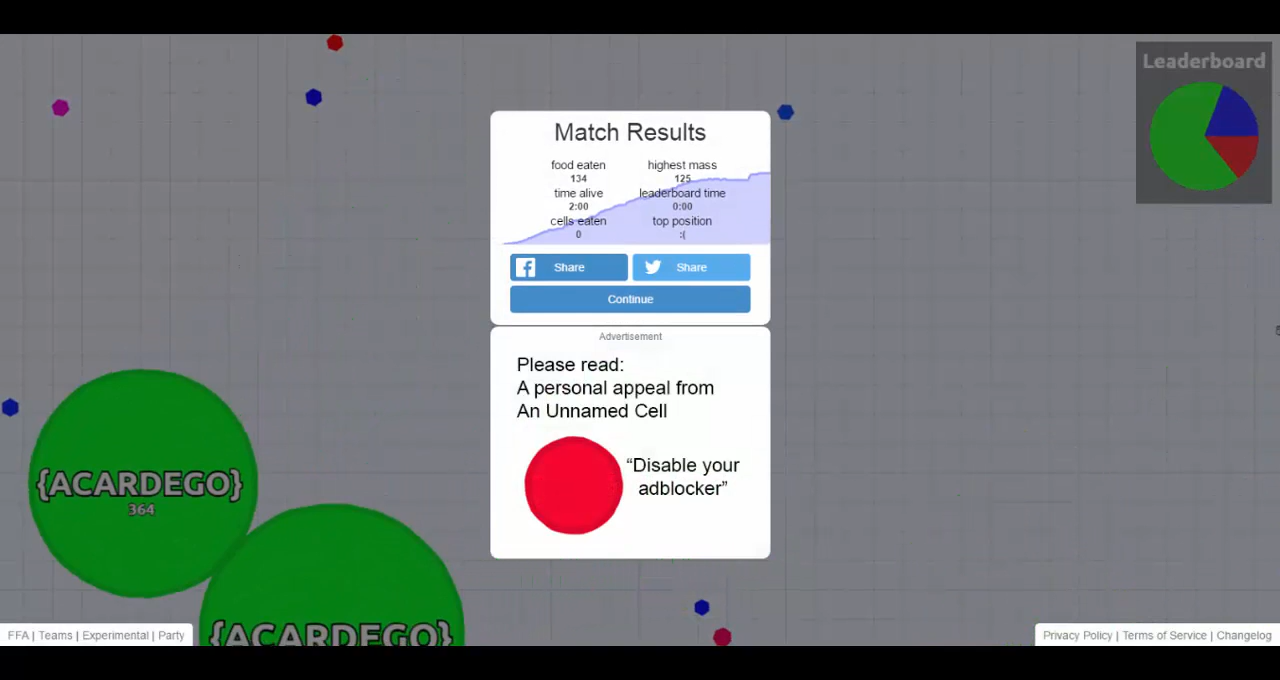 Leaderboard
Match Results
food eaten highest mass
134 125
time alive leaderboard time
2:00 0:00
cells eaten top position
0 :(
Share Share
Continue
Advertisement
Please read:
A personal appeal from
An Unnamed Cell
“Disable your
adblocker”
{ACARDEGO}
364
{ACARDEGO}
FFA | Teams | Experimental | Party
Privacy Policy | Terms of Service | Changelog